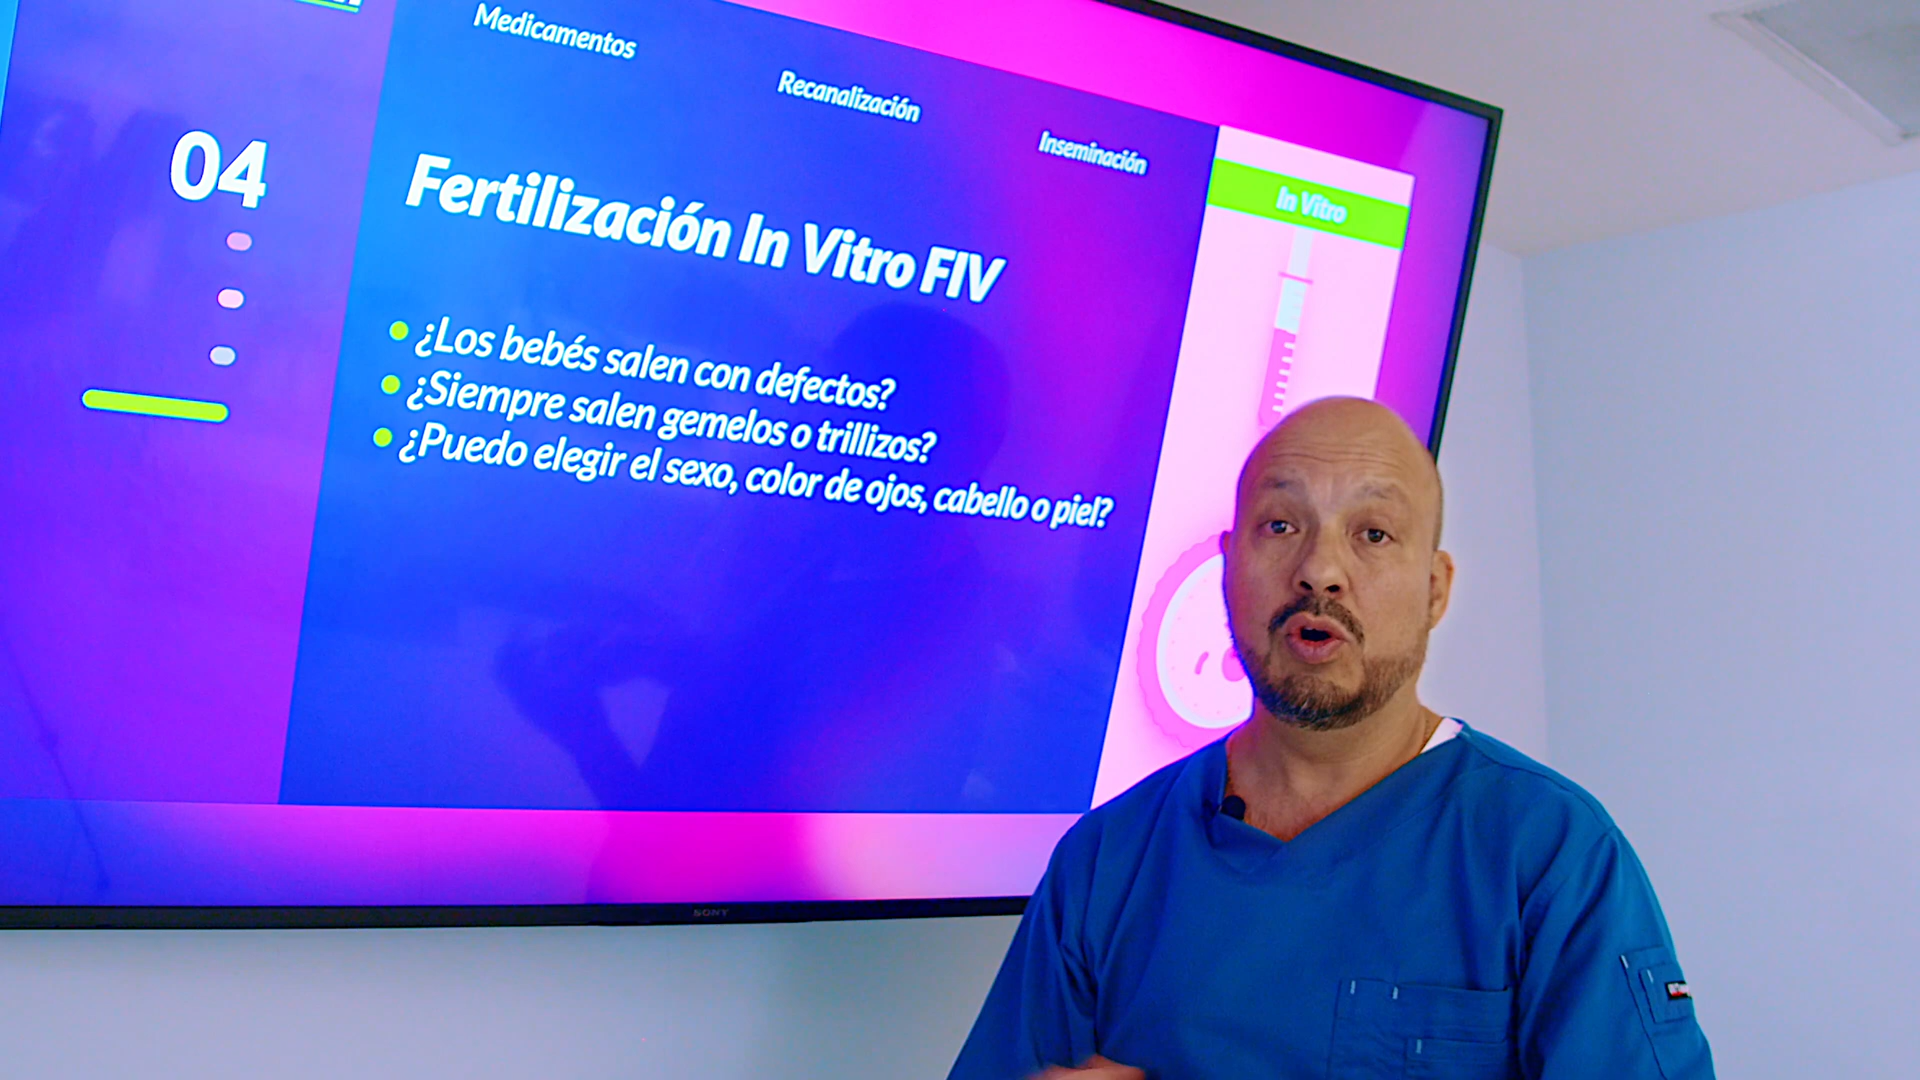 Medicamentos
Recanalización
Inseminación
In Vitro
04
Fertilización In Vitro FIV
¿Los bebés salen con defectos?
¿Siempre salen gemelos o trillizos?
¿Puedo elegir el sexo, color de ojos, cabello o piel?
SONY